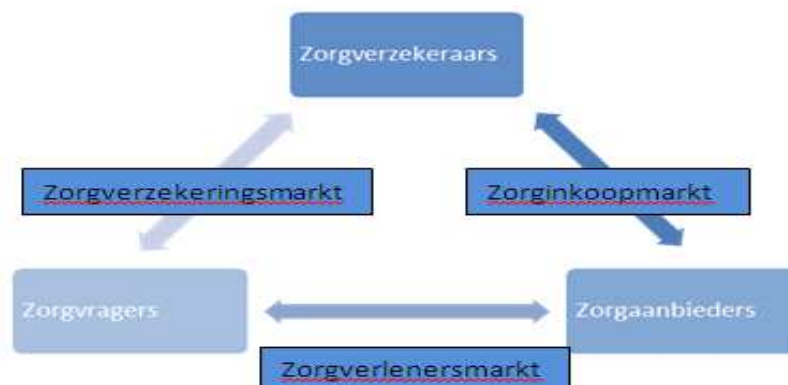 Zorgverzekeraars
Zorgverzekeringsmarkt
Zorginkoopmarkt
Zorgvragers
Zorgaanbieders
Zorgverlenersmarkt